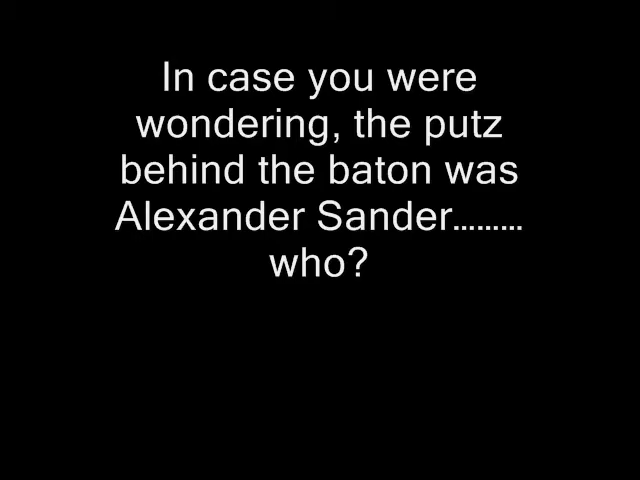 In case you were
wondering, the putz
behind the baton was
Alexander Sander………
who?